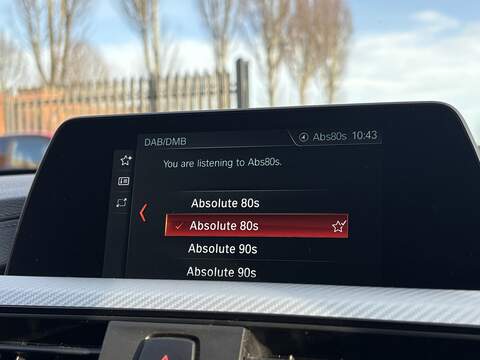 DAB/DMB
Abs80s 10:43
You are listening to Abs80s.
Absolute 80s
Absolute 80s
Absolute 90s
Absolute 90s